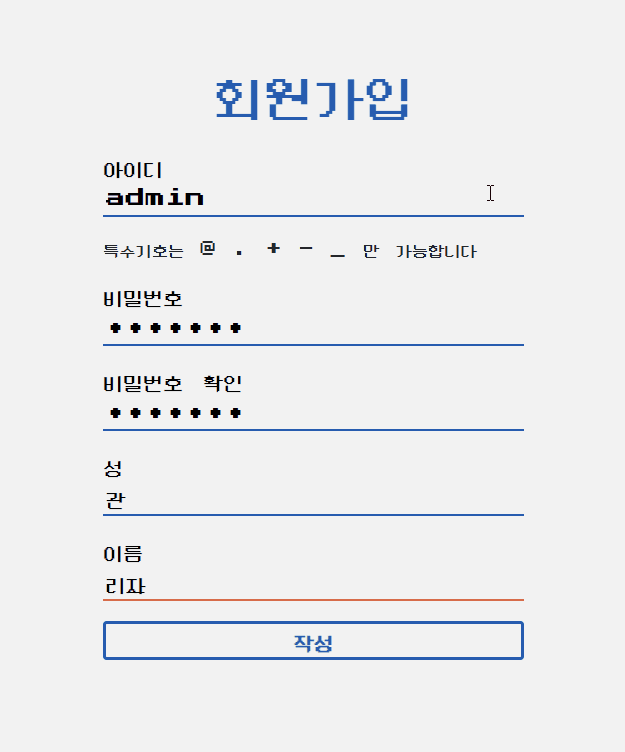 회원가입
아이디
admin
특수기호는 @ . + - _ 만 가능합니다
비밀번호
•••••••
비밀번호 확인
•••••••
성
관
이름
리자
작성